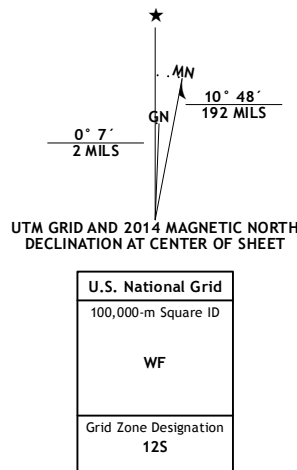 ★
MN
GN
0° 7´
2 MILS
10° 48´
192 MILS
UTM GRID AND 2014 MAGNETIC NORTH
DECLINATION AT CENTER OF SHEET
U.S. National Grid
100,000-m Square ID
WF
Grid Zone Designation
12S